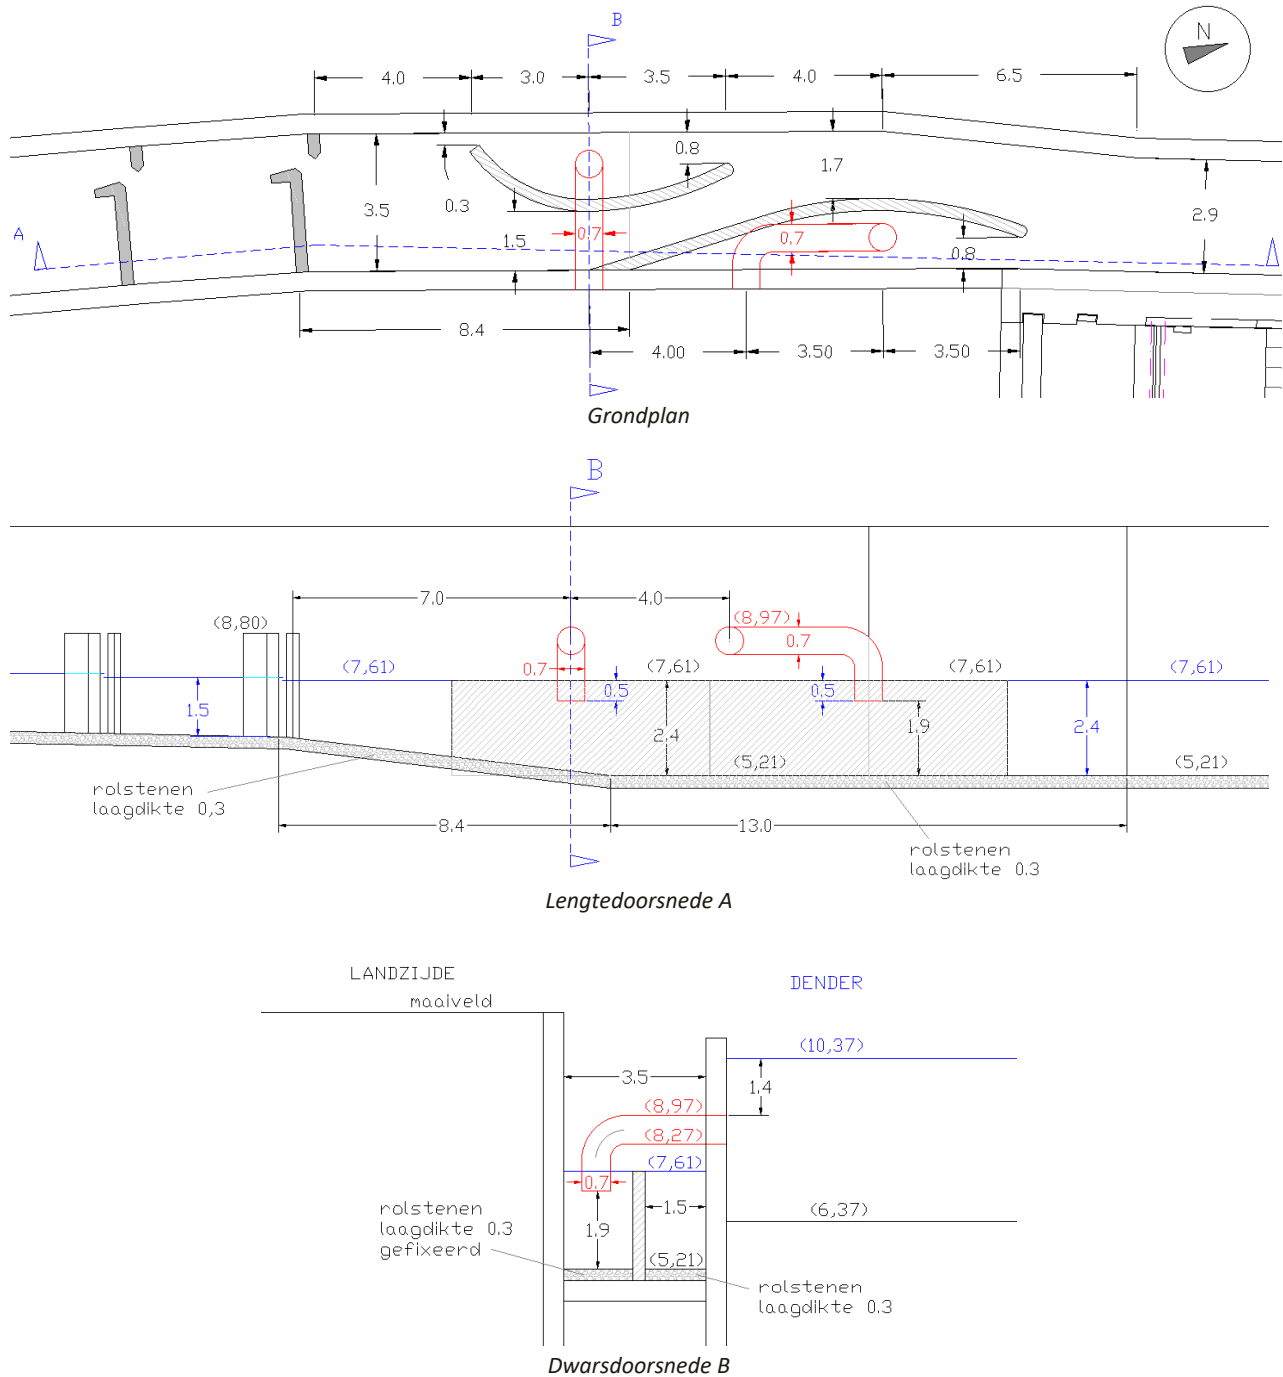 B
N
4.0
3.0
3.5
4.0
6.5
0.8
1.7
3.5
0.3
1.5
0.7
0.7
0.8
2.9
A
8.4
4.00
3.50
3.50
Grondplan
B
7.0
4.0
(8,80)
(8,97)
0.7
0.7
(7,61)
(7,61)
(7,61)
(7,61)
0.5
0.5
1.5
2.4
1.9
2.4
(5,21)
(5,21)
rolstenen
laagdikte 0,3
8.4
13.0
rolstenen
laagdikte 0.3
Lengtedoorsnede A
LANDZIJDE
maaiveld
DENDER
(10,37)
3.5
1.4
(8,97)
(8,27)
(7,61)
0.7
1.5
(6,37)
1.9
rolstenen
laagdikte 0.3
gefixeerd
(5,21)
rolstenen
laagdikte 0.3
Dwarsdoorsnede B